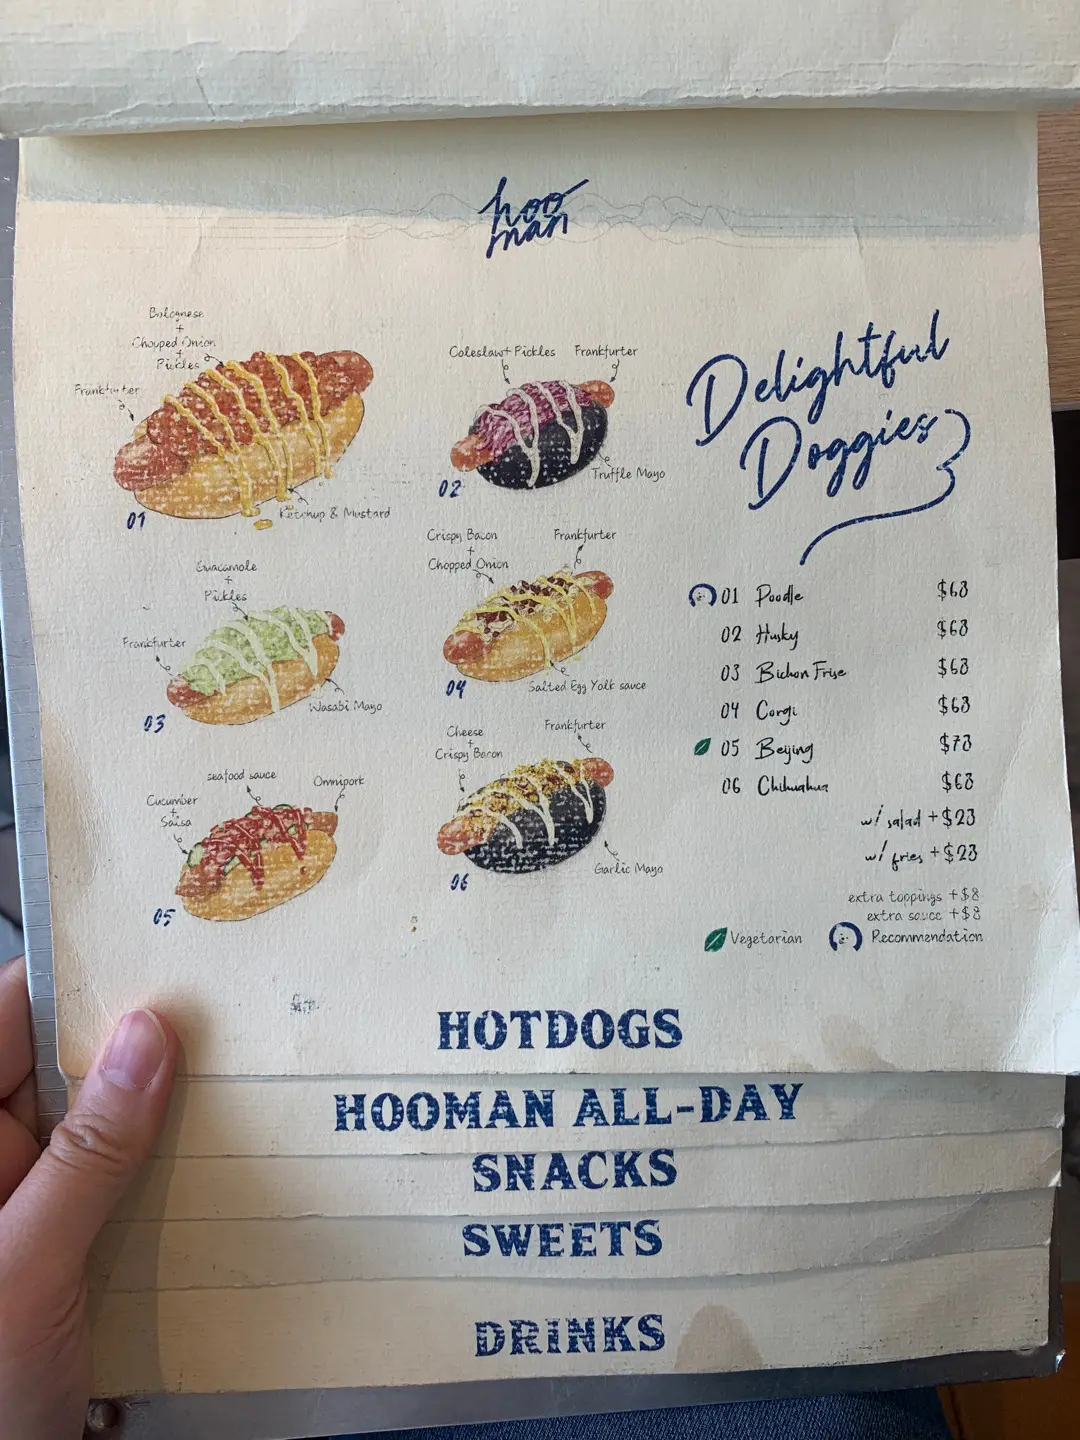 hoo
man
Bolognese
+
Chopped Onion
+
Pickles
Frankfurter
Ketchup & Mustard
01
Coleslaw + Pickles
Frankfurter
Truffle Mayo
02
Delightful
Doggies
Guacamole
+
Pickles
Frankfurter
Wasabi Mayo
03
Crispy Bacon
+
Chopped Onion
Frankfurter
Salted Egg Yolk sauce
04
seafood sauce
Omnipork
Cucumber
+
Salsa
05
Cheese
+
Crispy Bacon
Frankfurter
Garlic Mayo
06
01 Poodle $68
02 Husky $68
03 Bichon Frise $68
04 Corgi $68
05 Beijing $78
06 Chihuahua $68
w/ salad +$28
w/ fries +$28
extra toppings +$8
extra sauce +$8
Vegetarian
Recommendation
HOTDOGS
HOOMAN ALL-DAY
SNACKS
SWEETS
DRINKS